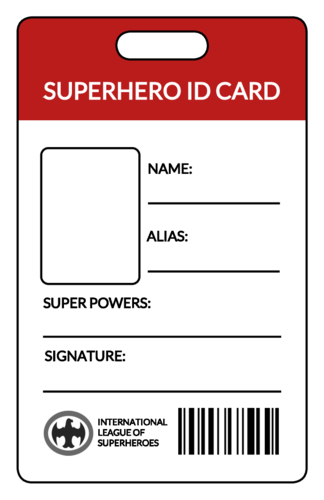 SUPERHERO ID CARD
NAME:
ALIAS:
SUPER POWERS:
SIGNATURE:
INTERNATIONAL
LEAGUE OF
SUPERHEROES